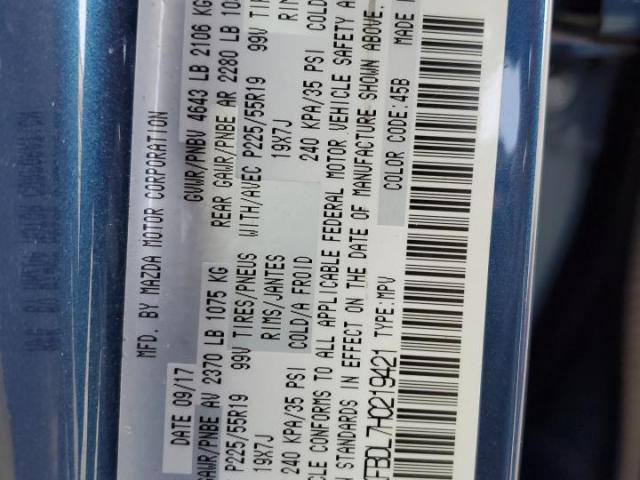 MFD. BY MAZDA MOTOR CORPORATION
DATE 09/17 GVWR/PNBV 4643 LB 2106 KG
GAWR/PNBE AV 2370 LB 1075 KG REAR GAWR/PNBE AR 2280 LB
P225/55R19 99V TIRES/PNEUS WITH/AVEC P225/55R19 99V
19X7J RIMS/JANTES 19X7J
240 KPA/35 PSI COLD/A FROID 240 KPA/35 PSI COLD
CONFORMS TO ALL APPLICABLE FEDERAL MOTOR VEHICLE SAFETY
STANDARDS IN EFFECT ON THE DATE OF MANUFACTURE SHOWN ABOVE.
FBDL7H0219421 TYPE:MPV COLOR CODE:45B MADE